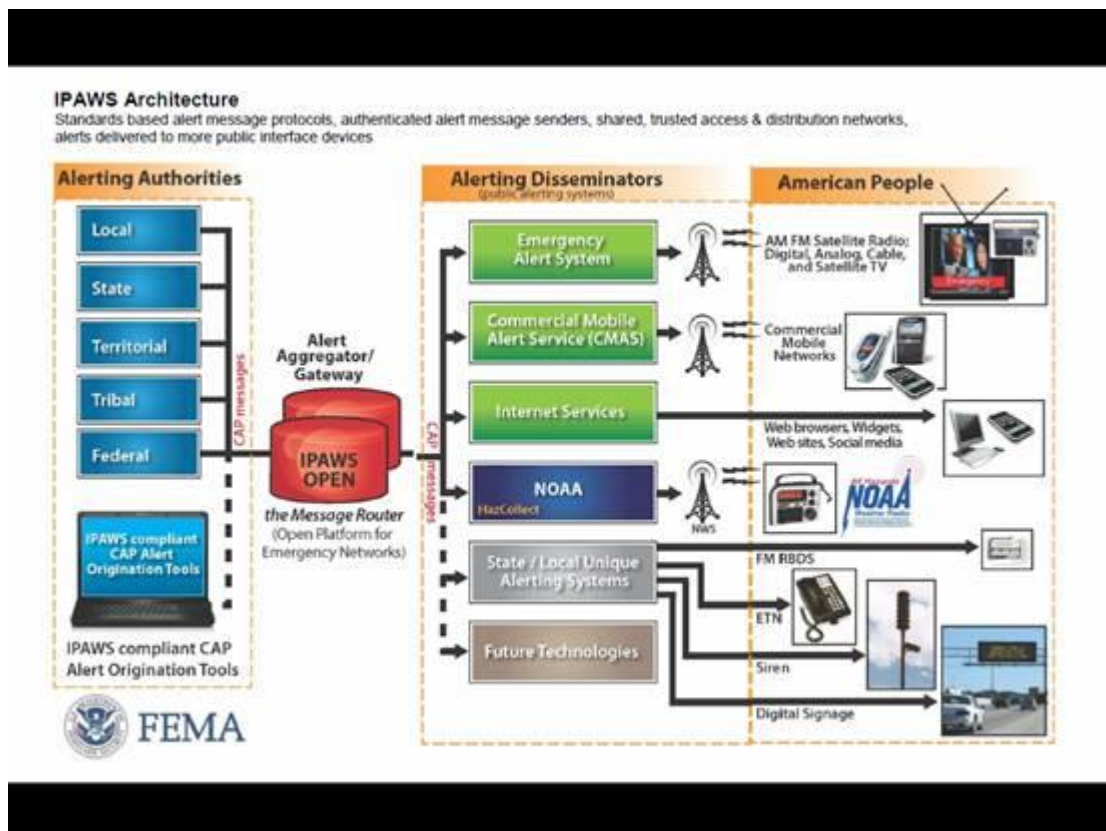 IPAWS Architecture
Standards based alert message protocols, authenticated alert message senders, shared, trusted access & distribution networks,
alerts delivered to more public interface devices
Alerting Authorities
Local
State
Territorial
Tribal
Federal
CAP messages
IPAWS compliant
CAP Alert
Origination Tools
IPAWS compliant CAP
Alert Origination Tools
FEMA
Alert
Aggregator/
Gateway
IPAWS
OPEN
the Message Router
(Open Platform for
Emergency Networks)
CAP messages
Alerting Disseminators
(public alerting systems)
Emergency
Alert System
Commercial Mobile
Alert Service (CMAS)
Internet Services
NOAA
HazCollect
NWS
State / Local Unique
Alerting Systems
Future Technologies
American People
AM FM Satellite Radio;
Digital, Analog, Cable,
and Satellite TV
Emergency
Commercial
Mobile
Networks
Web browsers, Widgets,
Web sites, Social media
All Hazards
NOAA
Weather Radio
FM RBDS
ETN
Siren
Digital Signage